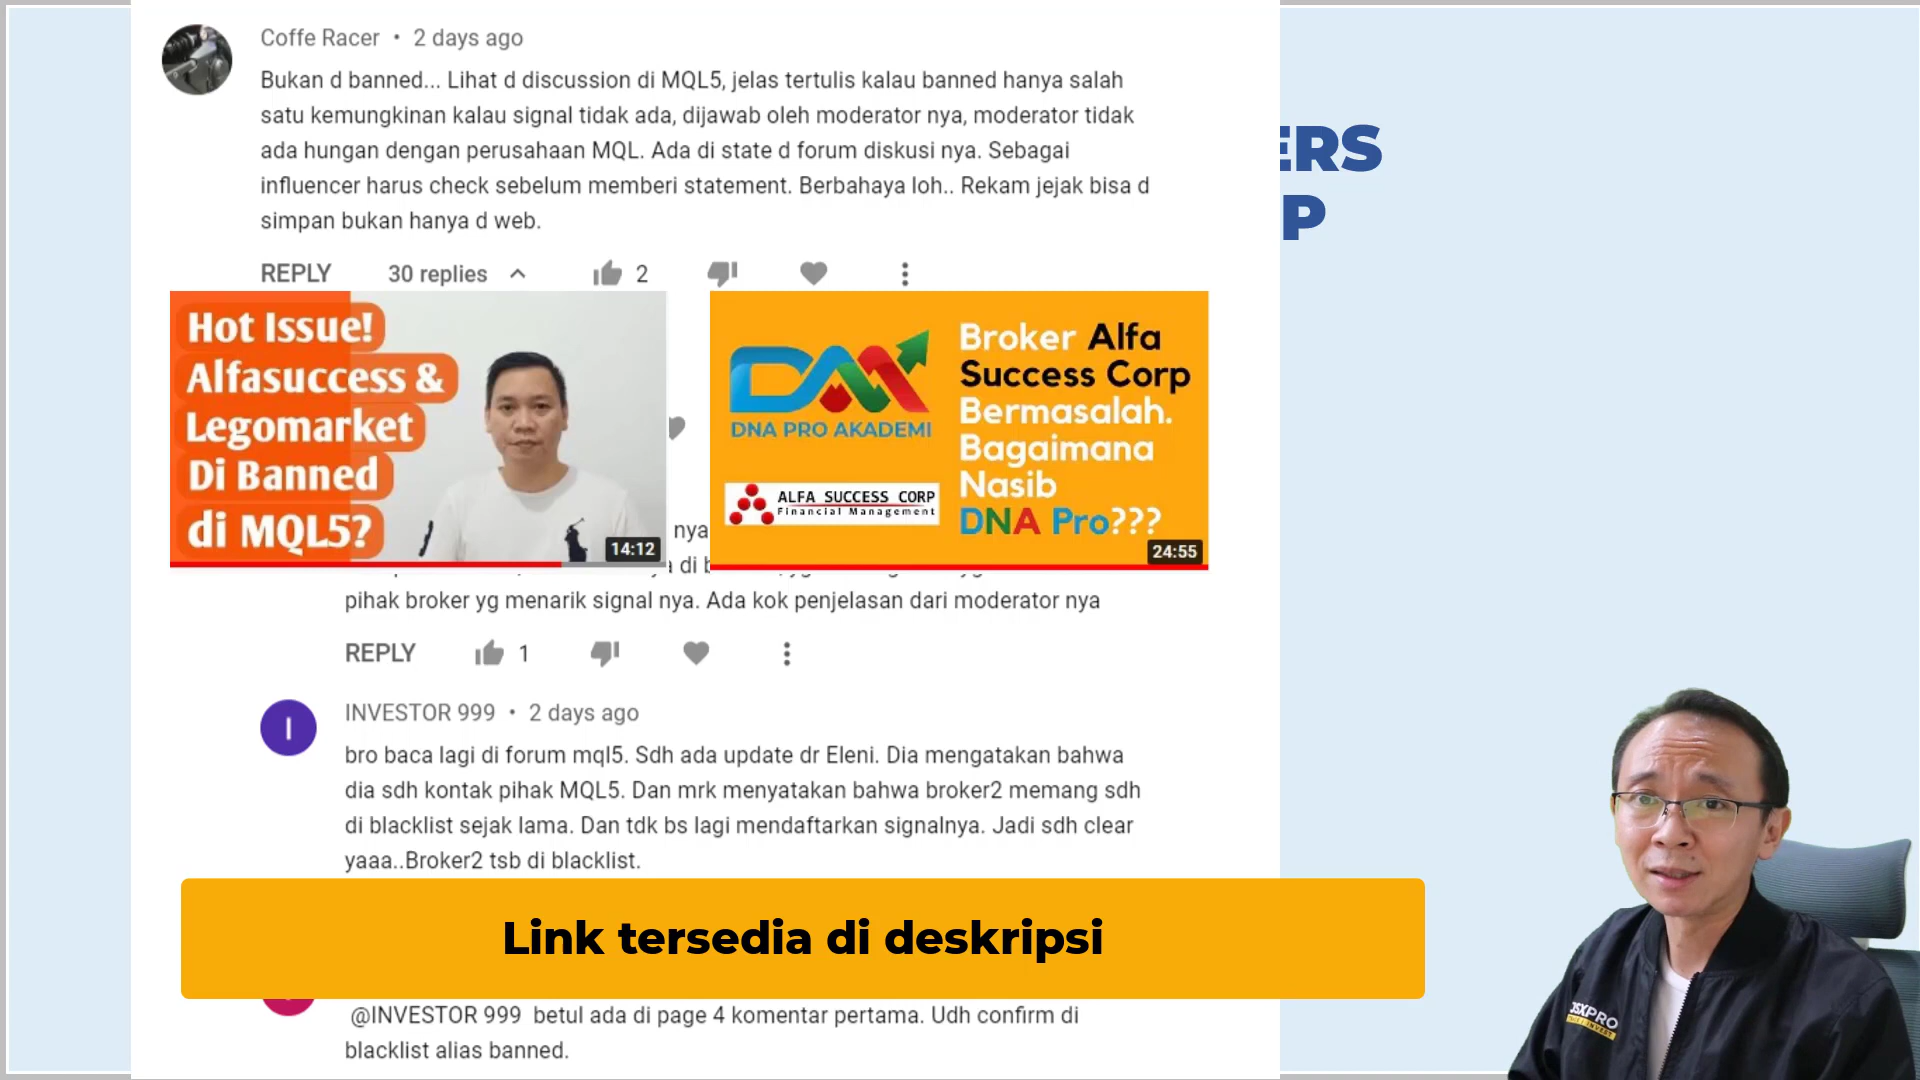 Coffe Racer • 2 days ago
Bukan d banned... Lihat d discussion di MQL5, jelas tertulis kalau banned hanya salah
satu kemungkinan kalau signal tidak ada, dijawab oleh moderator nya, moderator tidak
ada hungan dengan perusahaan MQL. Ada di state d forum diskusi nya. Sebagai
influencer harus check sebelum memberi statement. Berbahaya loh.. Rekam jejak bisa d
simpan bukan hanya d web.
REPLY 30 replies 2
ERS
P
Hot Issue!
Alfasuccess &
Legomarket
Di Banned
di MQL5?
14:12
DNA PRO AKADEMI
ALFA SUCCESS CORP
Financial Management
Broker Alfa
Success Corp
Bermasalah.
Bagaimana
Nasib
DNA Pro???
24:55
nya
di
pihak broker yg menarik signal nya. Ada kok penjelasan dari moderator nya
REPLY 1
I
INVESTOR 999 • 2 days ago
bro baca lagi di forum mql5. Sdh ada update dr Eleni. Dia mengatakan bahwa
dia sdh kontak pihak MQL5. Dan mrk menyatakan bahwa broker2 memang sdh
di blacklist sejak lama. Dan tdk bs lagi mendaftarkan signalnya. Jadi sdh clear
yaaa..Broker2 tsb di blacklist.
Link tersedia di deskripsi
@INVESTOR 999 betul ada di page 4 komentar pertama. Udh confirm di
blacklist alias banned.